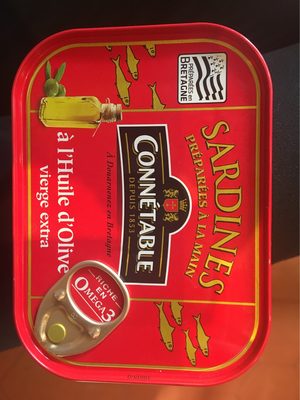 SARDINES
PRÉPARÉES À LA MAIN
PRÉPARÉES EN
BRETAGNE
CONNÉTABLE
DEPUIS 1853
À Douarnenez en Bretagne
à l'Huile d'Olive
vierge extra
RICHE EN
OMÉGA 3